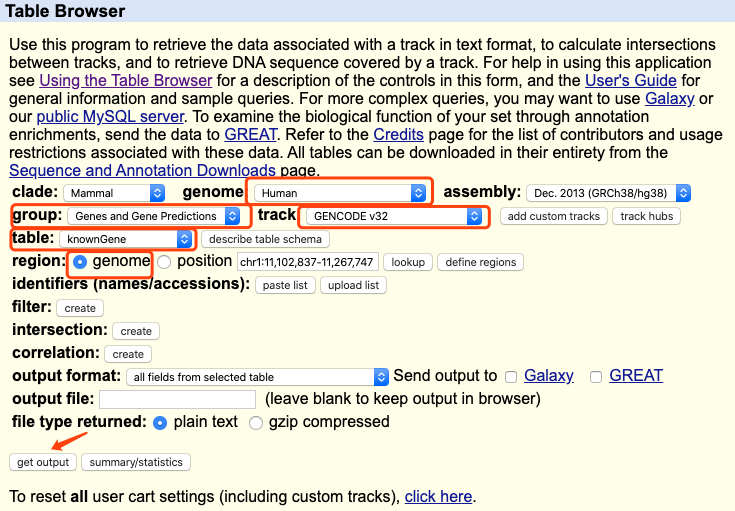 Table Browser
Use this program to retrieve the data associated with a track in text format, to calculate intersections
between tracks, and to retrieve DNA sequence covered by a track. For help in using this application
see Using the Table Browser for a description of the controls in this form, and the User's Guide for
general information and sample queries. For more complex queries, you may want to use Galaxy or
our public MySQL server. To examine the biological function of your set through annotation
enrichments, send the data to GREAT. Refer to the Credits page for the list of contributors and usage
restrictions associated with these data. All tables can be downloaded in their entirety from the
Sequence and Annotation Downloads page.
clade: Mammal genome: Human assembly: Dec. 2013 (GRCh38/hg38)
group: Genes and Gene Predictions track: GENCODE v32 add custom tracks track hubs
table: knownGene describe table schema
region: genome position chr1:11,102,837-11,267,747 lookup define regions
identifiers (names/accessions): paste list upload list
filter: create
intersection: create
correlation: create
output format: all fields from selected table Send output to Galaxy GREAT
output file: (leave blank to keep output in browser)
file type returned: plain text gzip compressed
get output summary/statistics
To reset all user cart settings (including custom tracks), click here.